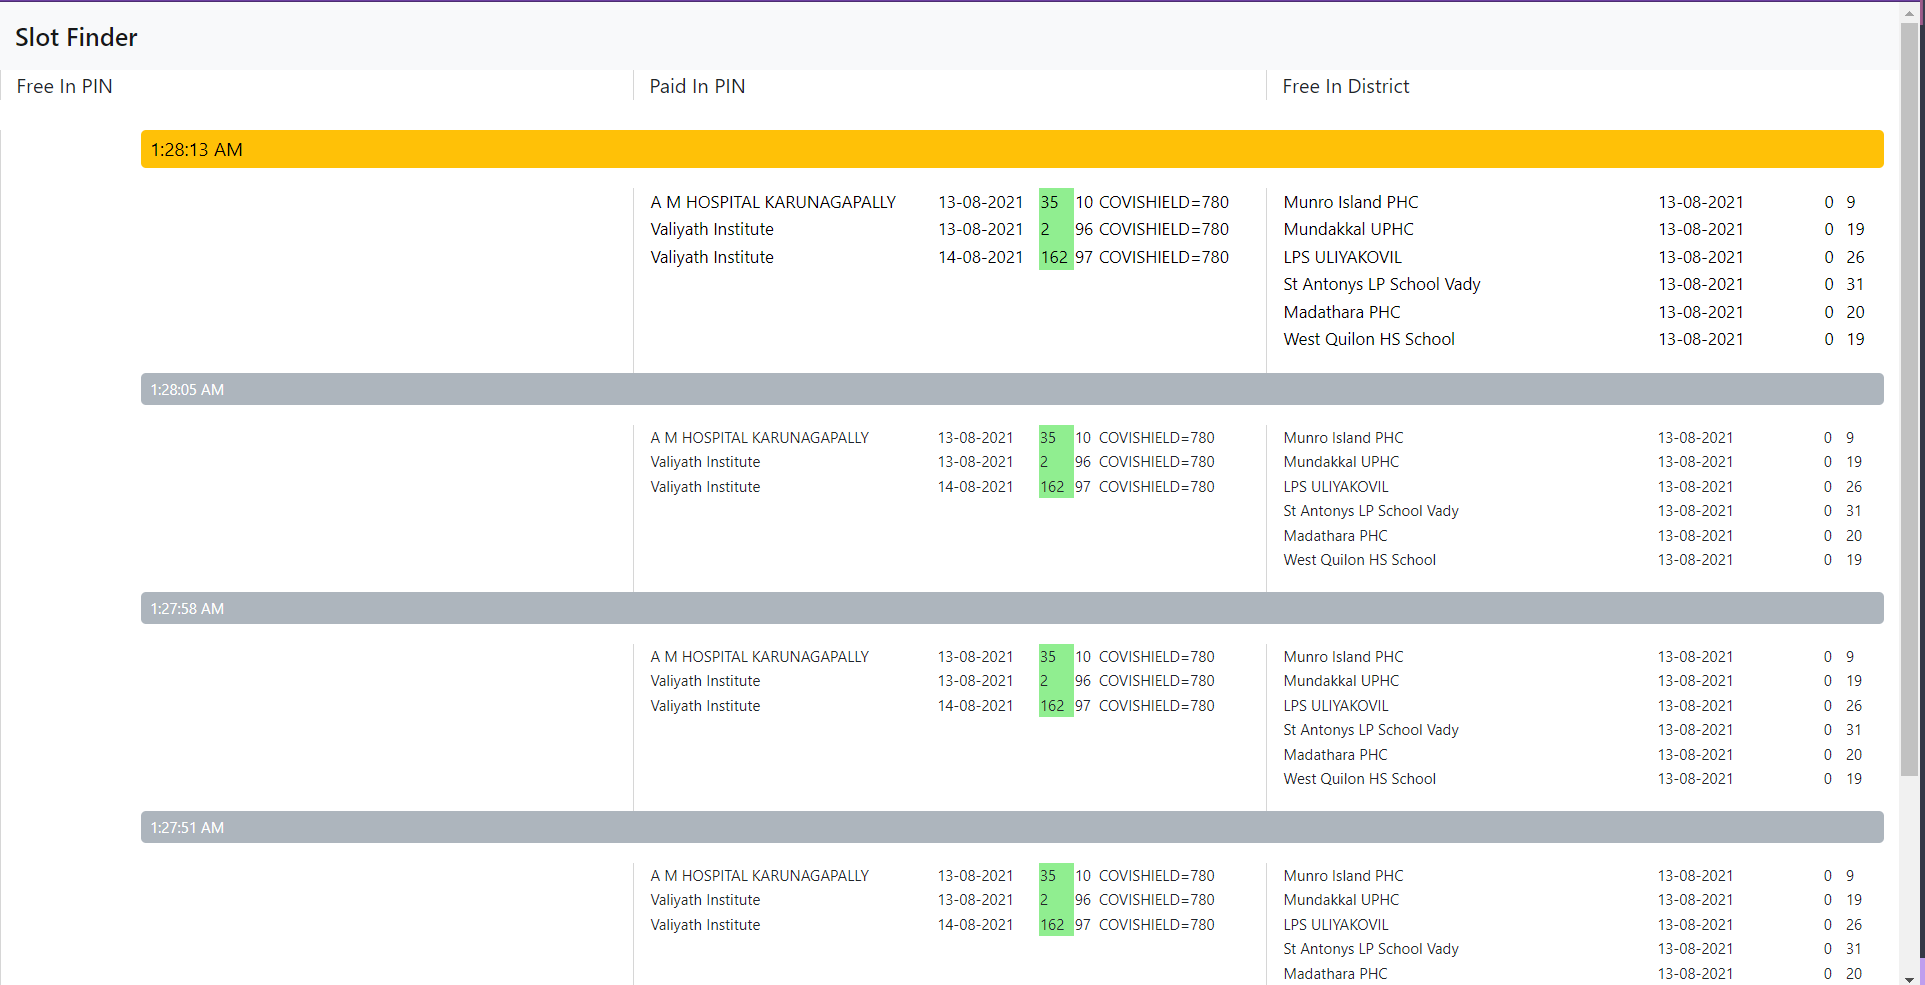 Slot Finder
Free In PIN Paid In PIN Free In District
1:28:13 AM
A M HOSPITAL KARUNAGAPALLY 13-08-2021 35 10 COVISHIELD=780 Munro Island PHC 13-08-2021 0 9
Valiyath Institute 13-08-2021 2 96 COVISHIELD=780 Mundakkal UPHC 13-08-2021 0 19
Valiyath Institute 14-08-2021 162 97 COVISHIELD=780 LPS ULIYAKOVIL 13-08-2021 0 26
St Antonys LP School Vady 13-08-2021 0 31
Madathara PHC 13-08-2021 0 20
West Quilon HS School 13-08-2021 0 19
1:28:05 AM
A M HOSPITAL KARUNAGAPALLY 13-08-2021 35 10 COVISHIELD=780 Munro Island PHC 13-08-2021 0 9
Valiyath Institute 13-08-2021 2 96 COVISHIELD=780 Mundakkal UPHC 13-08-2021 0 19
Valiyath Institute 14-08-2021 162 97 COVISHIELD=780 LPS ULIYAKOVIL 13-08-2021 0 26
St Antonys LP School Vady 13-08-2021 0 31
Madathara PHC 13-08-2021 0 20
West Quilon HS School 13-08-2021 0 19
1:27:58 AM
A M HOSPITAL KARUNAGAPALLY 13-08-2021 35 10 COVISHIELD=780 Munro Island PHC 13-08-2021 0 9
Valiyath Institute 13-08-2021 2 96 COVISHIELD=780 Mundakkal UPHC 13-08-2021 0 19
Valiyath Institute 14-08-2021 162 97 COVISHIELD=780 LPS ULIYAKOVIL 13-08-2021 0 26
St Antonys LP School Vady 13-08-2021 0 31
Madathara PHC 13-08-2021 0 20
West Quilon HS School 13-08-2021 0 19
1:27:51 AM
A M HOSPITAL KARUNAGAPALLY 13-08-2021 35 10 COVISHIELD=780 Munro Island PHC 13-08-2021 0 9
Valiyath Institute 13-08-2021 2 96 COVISHIELD=780 Mundakkal UPHC 13-08-2021 0 19
Valiyath Institute 14-08-2021 162 97 COVISHIELD=780 LPS ULIYAKOVIL 13-08-2021 0 26
St Antonys LP School Vady 13-08-2021 0 31
Madathara PHC 13-08-2021 0 20